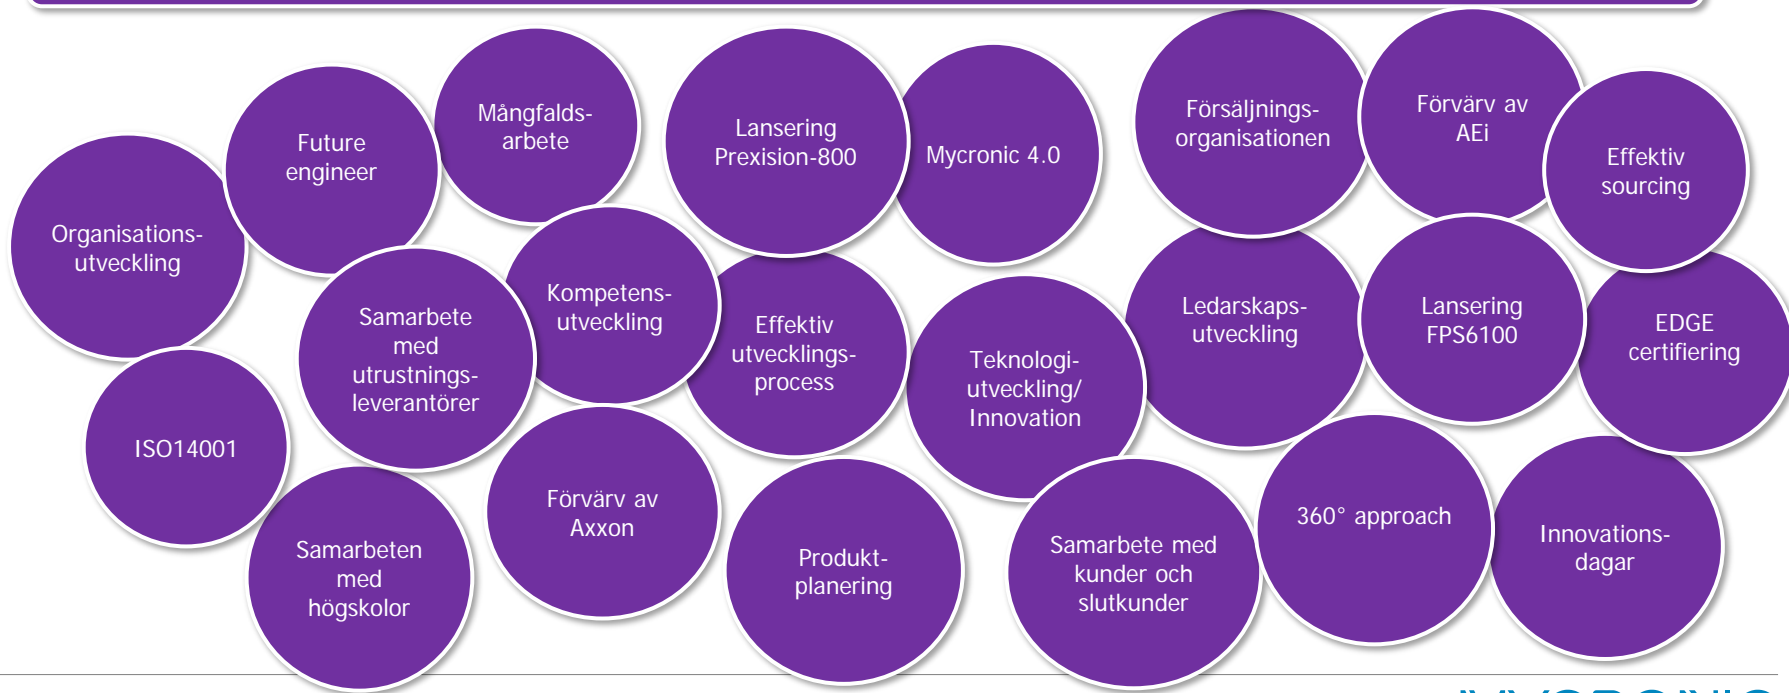 Organisations-
utveckling
Future
engineer
Mångfalds-
arbete
Lansering
Prexision-800
Mycronic 4.0
Försäljnings-
organisationen
Förvärv av
AEi
Effektiv
sourcing
Samarbete
med
utrustnings-
leverantörer
Kompetens-
utveckling
Effektiv
utvecklings-
process
Teknologi-
utveckling/
Innovation
Ledarskaps-
utveckling
Lansering
FPS6100
EDGE
certifiering
ISO14001
Samarbeten
med
högskolor
Förvärv av
Axxon
Produkt-
planering
Samarbete med
kunder och
slutkunder
360° approach
Innovations-
dagar